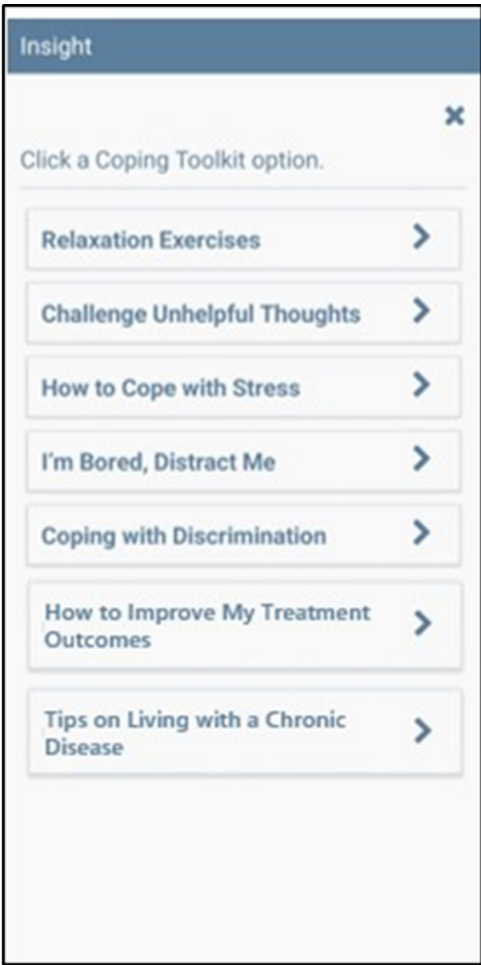 Insight
Click a Coping Toolkit option.
Relaxation Exercises
Challenge Unhelpful Thoughts
How to Cope with Stress
I'm Bored, Distract Me
Coping with Discrimination
How to Improve My Treatment
Outcomes
Tips on Living with a Chronic
Disease